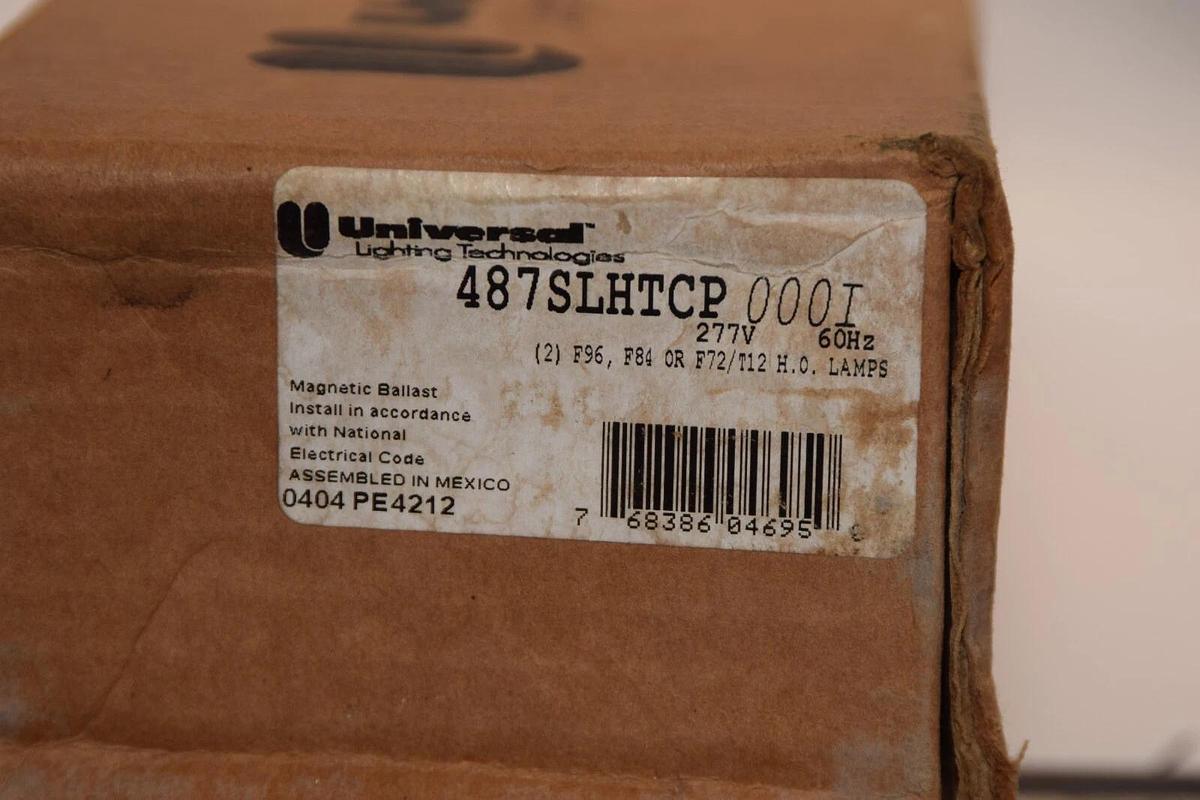 Universal™
Lighting Technologies
487SLHTCP 000I
277V 60Hz
(2) F96, F84 OR F72/T12 H.O. LAMPS
Magnetic Ballast
Install in accordance
with National
Electrical Code
ASSEMBLED IN MEXICO
0404 PE4212
7 68386 04695